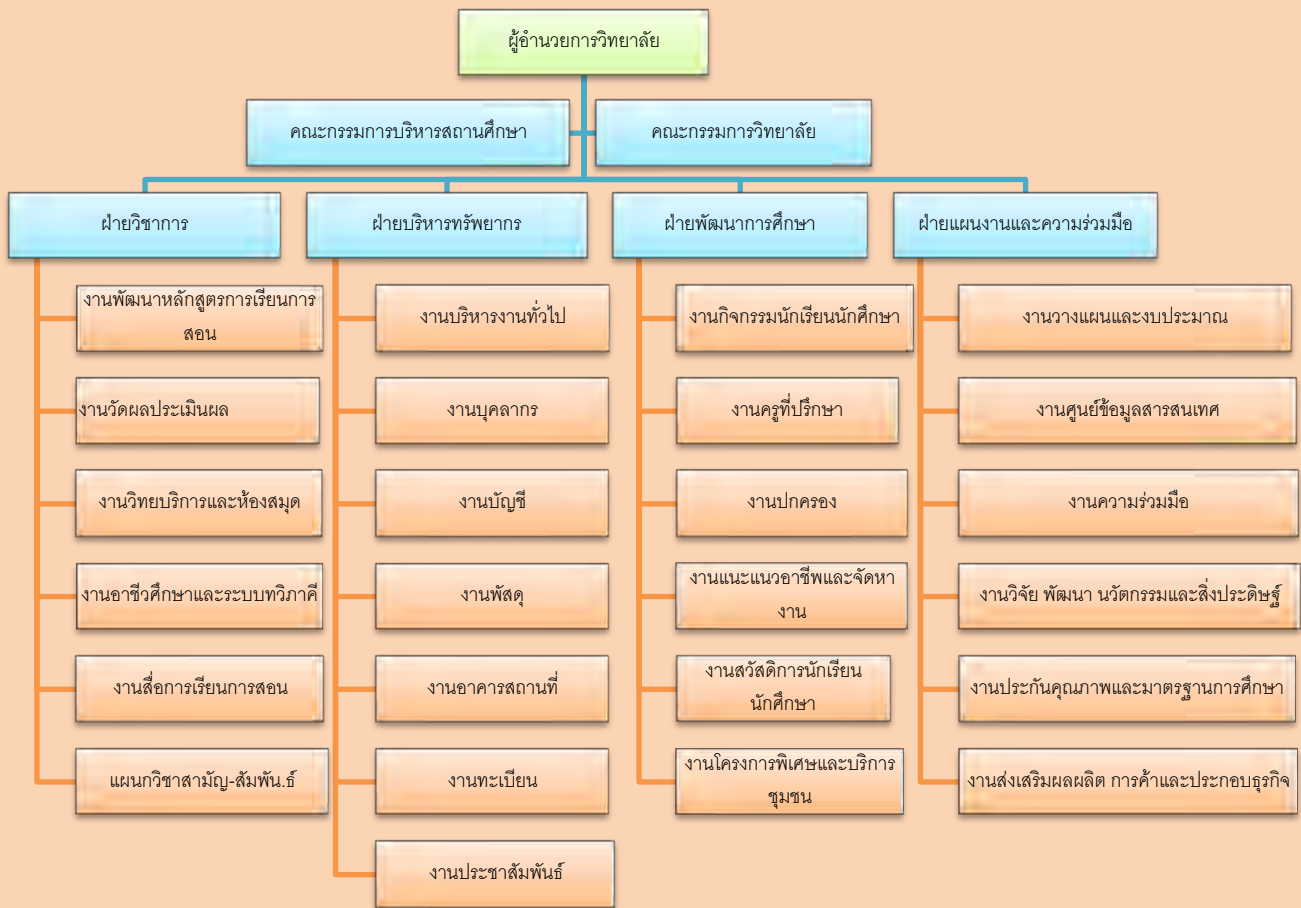 ผู้อำนวยการวิทยาลัย
คณะกรรมการบริหารสถานศึกษา
คณะกรรมการวิทยาลัย
ฝ่ายวิชาการ
งานพัฒนาหลักสูตรการเรียนการ
สอน
งานวัดผลประเมินผล
งานวิทยบริการและห้องสมุด
งานอาชีวศึกษาและระบบทวิภาคี
งานสื่อการเรียนการสอน
แผนกวิชาสามัญ-สัมพัน.ธ์
ฝ่ายบริหารทรัพยากร
งานบริหารงานทั่วไป
งานบุคลากร
งานบัญชี
งานพัสดุ
งานอาคารสถานที่
งานทะเบียน
งานประชาสัมพันธ์
ฝ่ายพัฒนาการศึกษา
งานกิจกรรมนักเรียนนักศึกษา
งานครูที่ปรึกษา
งานปกครอง
งานแนะแนวอาชีพและจัดหา
งาน
งานสวัสดิการนักเรียน
นักศึกษา
งานโครงการพิเศษและบริการ
ชุมชน
ฝ่ายแผนงานและความร่วมมือ
งานวางแผนและงบประมาณ
งานศูนย์ข้อมูลสารสนเทศ
งานความร่วมมือ
งานวิจัย พัฒนา นวัตกรรมและสิ่งประดิษฐ์
งานประกันคุณภาพและมาตรฐานการศึกษา
งานส่งเสริมผลผลิต การค้าและประกอบธุรกิจ